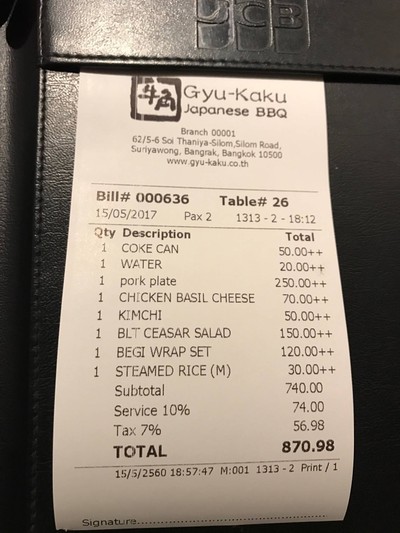 JCB
牛角
Gyu-Kaku
Japanese BBQ
Branch 00001
62/5-6 Soi Thaniya-Silom,Silom Road,
Suriyawong, Bangrak, Bangkok 10500
www.gyu-kaku.co.th
Bill# 000636 Table# 26
15/05/2017 Pax 2 1313 - 2 - 18:12
Qty Description Total
1 COKE CAN 50.00++
1 WATER 20.00++
1 pork plate 250.00++
1 CHICKEN BASIL CHEESE 70.00++
1 KIMCHI 50.00++
1 BLT CEASAR SALAD 150.00++
1 BEGI WRAP SET 120.00++
1 STEAMED RICE (M) 30.00++
Subtotal 740.00
Service 10% 74.00
Tax 7% 56.98
TOTAL 870.98
15/5/2560 18:57:47 M:001 1313 - 2 Print / 1
Signature..............................................